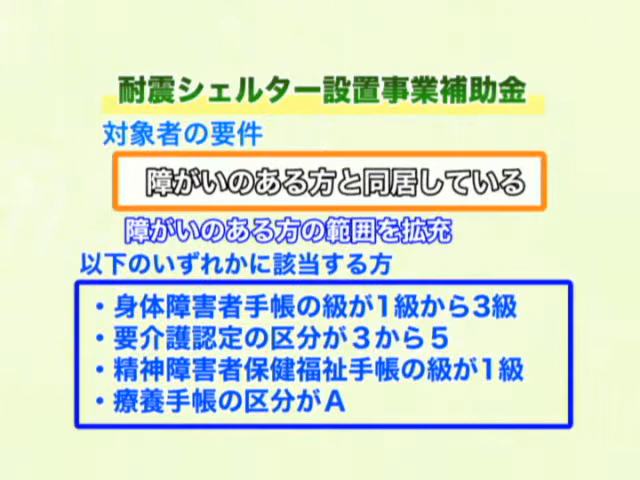 耐震シェルター設置事業補助金
対象者の要件
障がいのある方と同居している
障がいのある方の範囲を拡充
以下のいずれかに該当する方
・身体障害者手帳の級が1級から3級
・要介護認定の区分が３から５
・精神障害者保健福祉手帳の級が1級
・療養手帳の区分がＡ